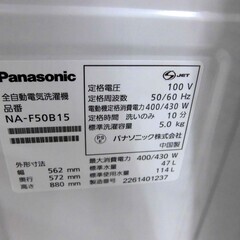 Panasonic
全自動電気洗濯機
品番
NA-F50B15
外形寸法
幅 562 mm
奥行 572 mm
高さ 880 mm
JET
定格電圧 100 V
定格周波数 50/60 Hz
電動機定格消費電力 400/430 W
定格時間 洗いのみ 10 分
標準洗濯容量 5.0 kg
パナソニック株式会社
中国製
最大消費電力 400/430 W
標準水量 47 L
標準使用水量 114 L
製造番号 2261401237